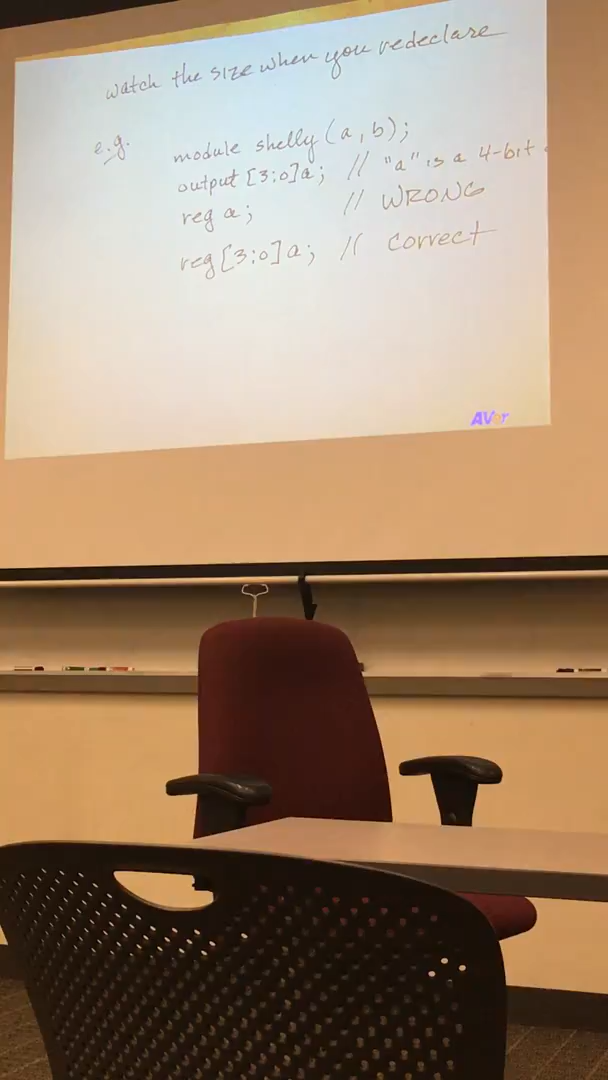 watch the size when you redeclare
e.g. module shelly (a, b);
output [3:0]a; // "a" is a 4-bit
reg a; // WRONG
reg [3:0]a; // correct
AVer